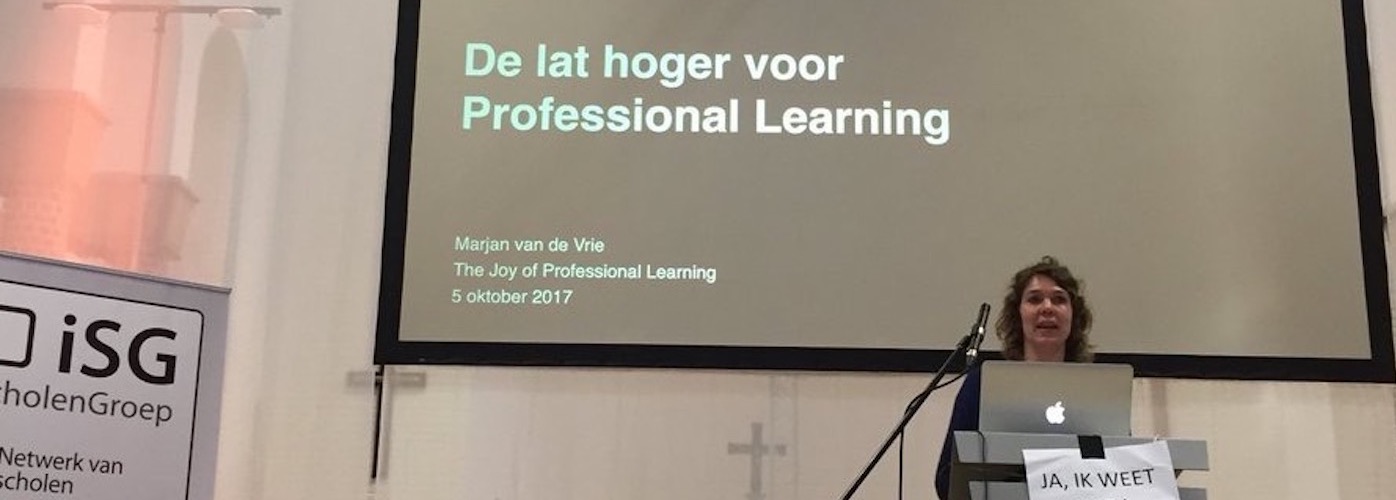 De lat hoger voor
Professional Learning
Marjan van de Vrie
The Joy of Professional Learning
5 oktober 2017
iSG
cholenGroep
Netwerk van
scholen
JA, IK WEET